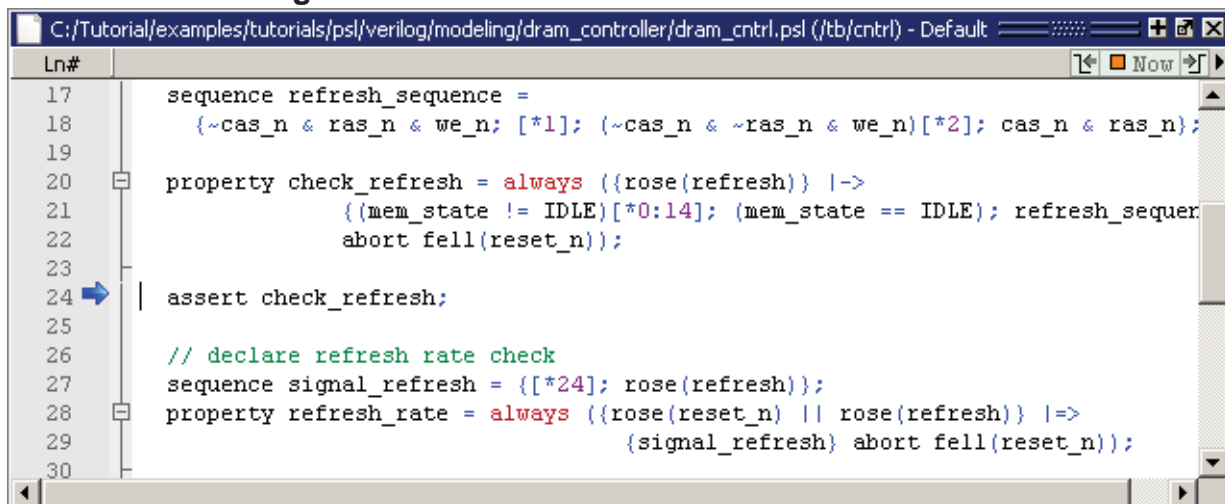 C:/Tutorial/examples/tutorials/psl/verilog/modeling/dram_controller/dram_cntrl.psl (/tb/cntrl) - Default
Ln# Now
17 sequence refresh_sequence =
18 {~cas_n & ras_n & we_n; [*1]; (~cas_n & ~ras_n & we_n)[*2]; cas_n & ras_n};
19
20 property check_refresh = always ({rose(refresh)} |->
21 {(mem_state != IDLE)[*0:14]; (mem_state == IDLE); refresh_sequen
22 abort fell(reset_n));
23
24 assert check_refresh;
25
26 // declare refresh rate check
27 sequence signal_refresh = {[*24]; rose(refresh)};
28 property refresh_rate = always ({rose(reset_n) || rose(refresh)} |=>
29 {signal_refresh} abort fell(reset_n));
30